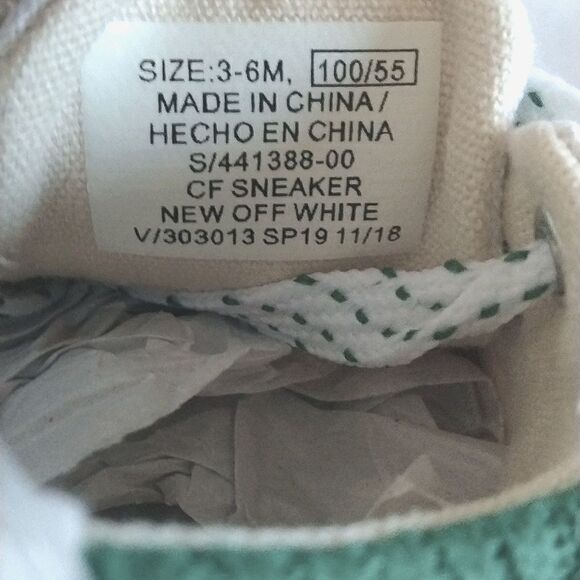 SIZE:3-6M, 100/55
MADE IN CHINA /
HECHO EN CHINA
S/441388-00
CF SNEAKER
NEW OFF WHITE
V/303013 SP19 11/18